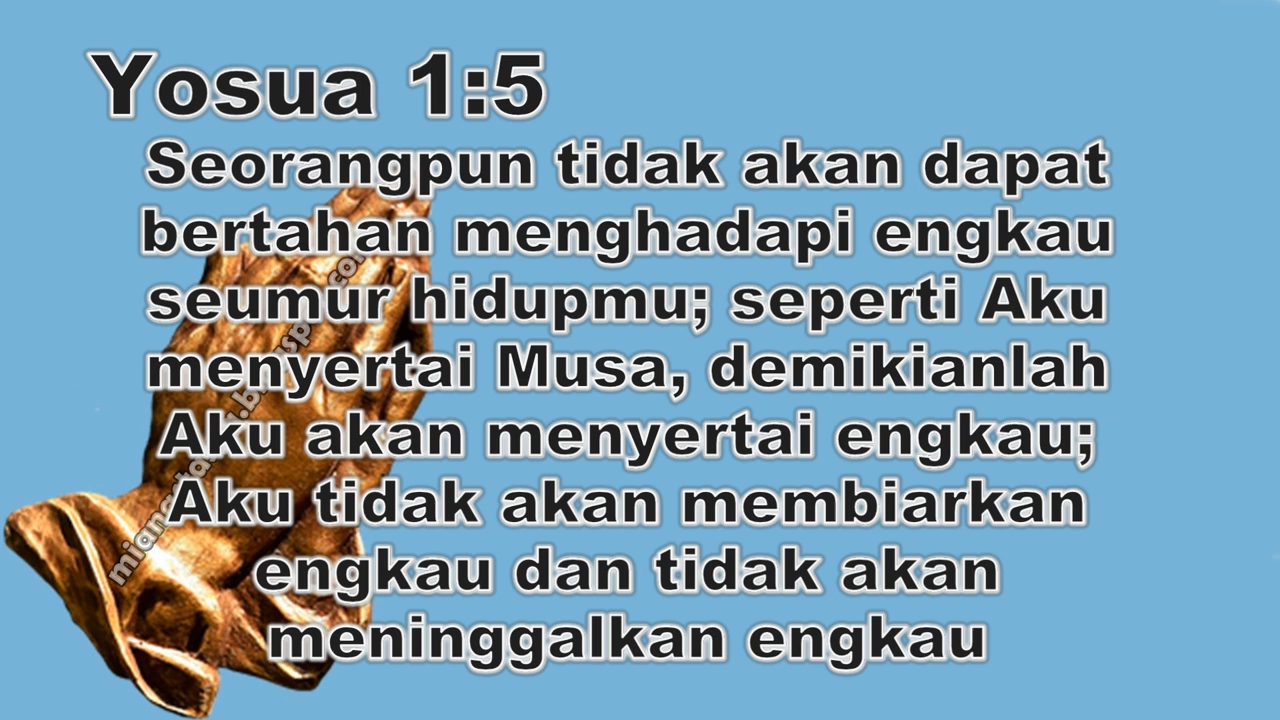 Yosua 1:5
Seorangpun tidak akan dapat
bertahan menghadapi engkau
seumur hidupmu; seperti Aku
menyertai Musa, demikianlah
Aku akan menyertai engkau;
Aku tidak akan membiarkan
engkau dan tidak akan
meninggalkan engkau